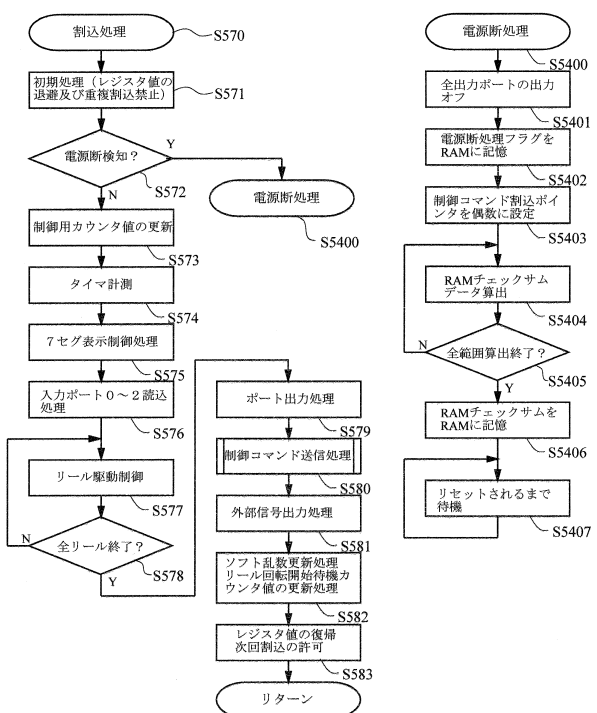 割込処理
S570
初期処理（レジスタ値の
退避及び重複割込禁止）
S571
電源断検知？
Y
N
S572
電源断処理
S5400
制御用カウンタ値の更新
S573
タイマ計測
S574
７セグ表示制御処理
S575
入力ポート０～２読込
処理
S576
リール駆動制御
S577
全リール終了？
N
Y
S578
ポート出力処理
S579
制御コマンド送信処理
S580
外部信号出力処理
S581
ソフト乱数更新処理
リール回転開始待機カ
ウンタ値の更新処理
S582
レジスタ値の復帰
次回割込の許可
S583
リターン
電源断処理
S5400
全出力ポートの出力
オフ
S5401
電源断処理フラグを
RAMに記憶
S5402
制御コマンド割込ポイ
ンタを偶数に設定
S5403
RAMチェックサム
データ算出
S5404
全範囲算出終了？
N
Y
S5405
RAMチェックサムを
RAMに記憶
S5406
リセットされるまで
待機
S5407